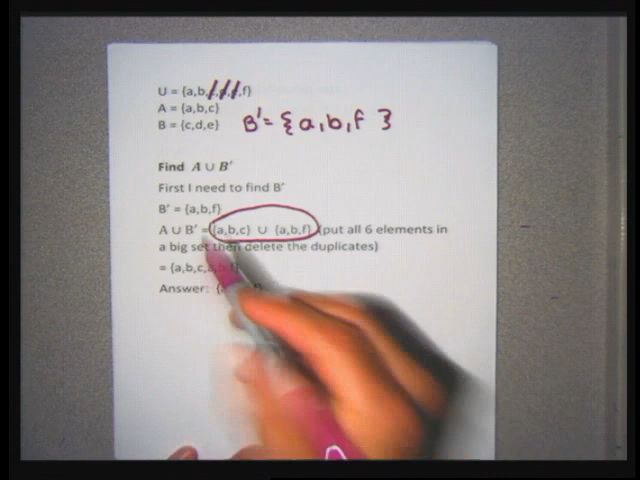 U = {a,b,c,d,e,f}
A = {a,b,c}
B = {c,d,e}
B' = { a, b, f }
Find A ∪ B'
First I need to find B'
B' = {a,b,f}
A ∪ B' = {a,b,c} ∪ {a,b,f} (put all 6 elements in
a big set then delete the duplicates)
= {a,b,c,a,b,f}
Answer: {a